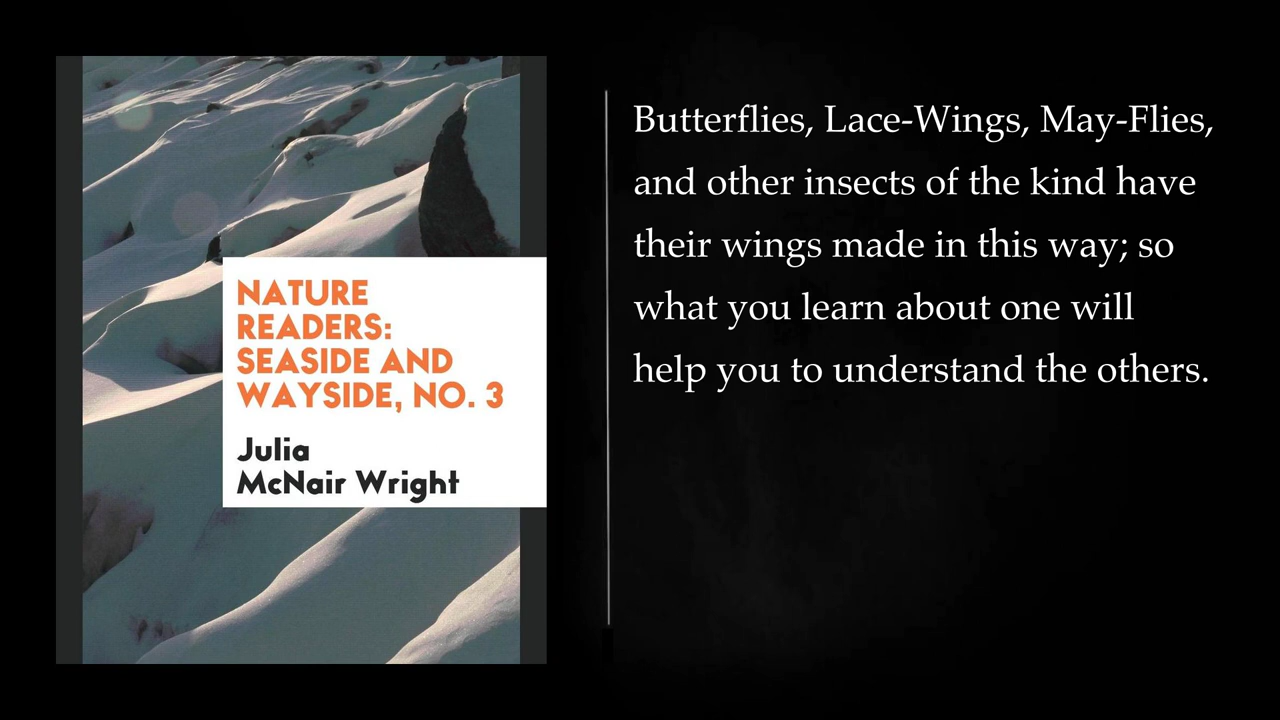 NATURE
READERS:
SEASIDE AND
WAYSIDE, NO. 3
Julia
McNair Wright
Butterflies, Lace-Wings, May-Flies,
and other insects of the kind have
their wings made in this way; so
what you learn about one will
help you to understand the others.